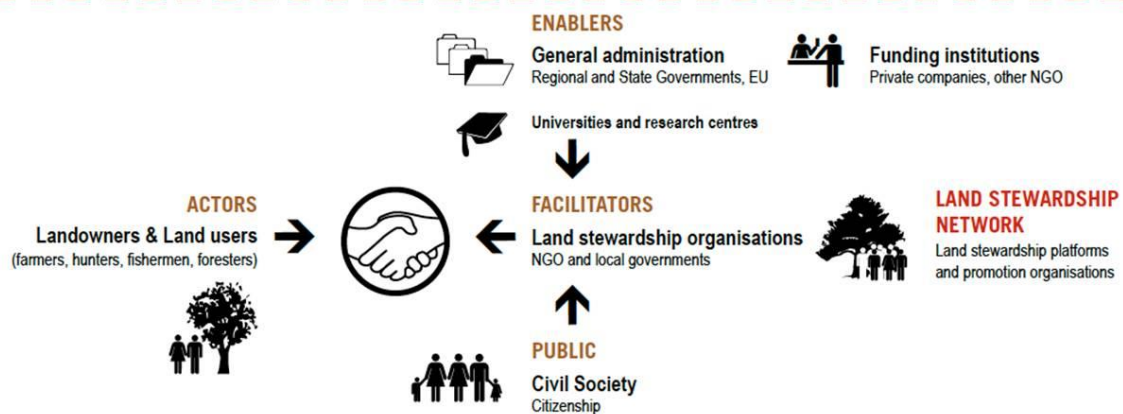 ENABLERS
General administration
Regional and State Governments, EU
Funding institutions
Private companies, other NGO
Universities and research centres
ACTORS
Landowners & Land users
(farmers, hunters, fishermen, foresters)
FACILITATORS
Land stewardship organisations
NGO and local governments
LAND STEWARDSHIP
NETWORK
Land stewardship platforms
and promotion organisations
PUBLIC
Civil Society
Citizenship